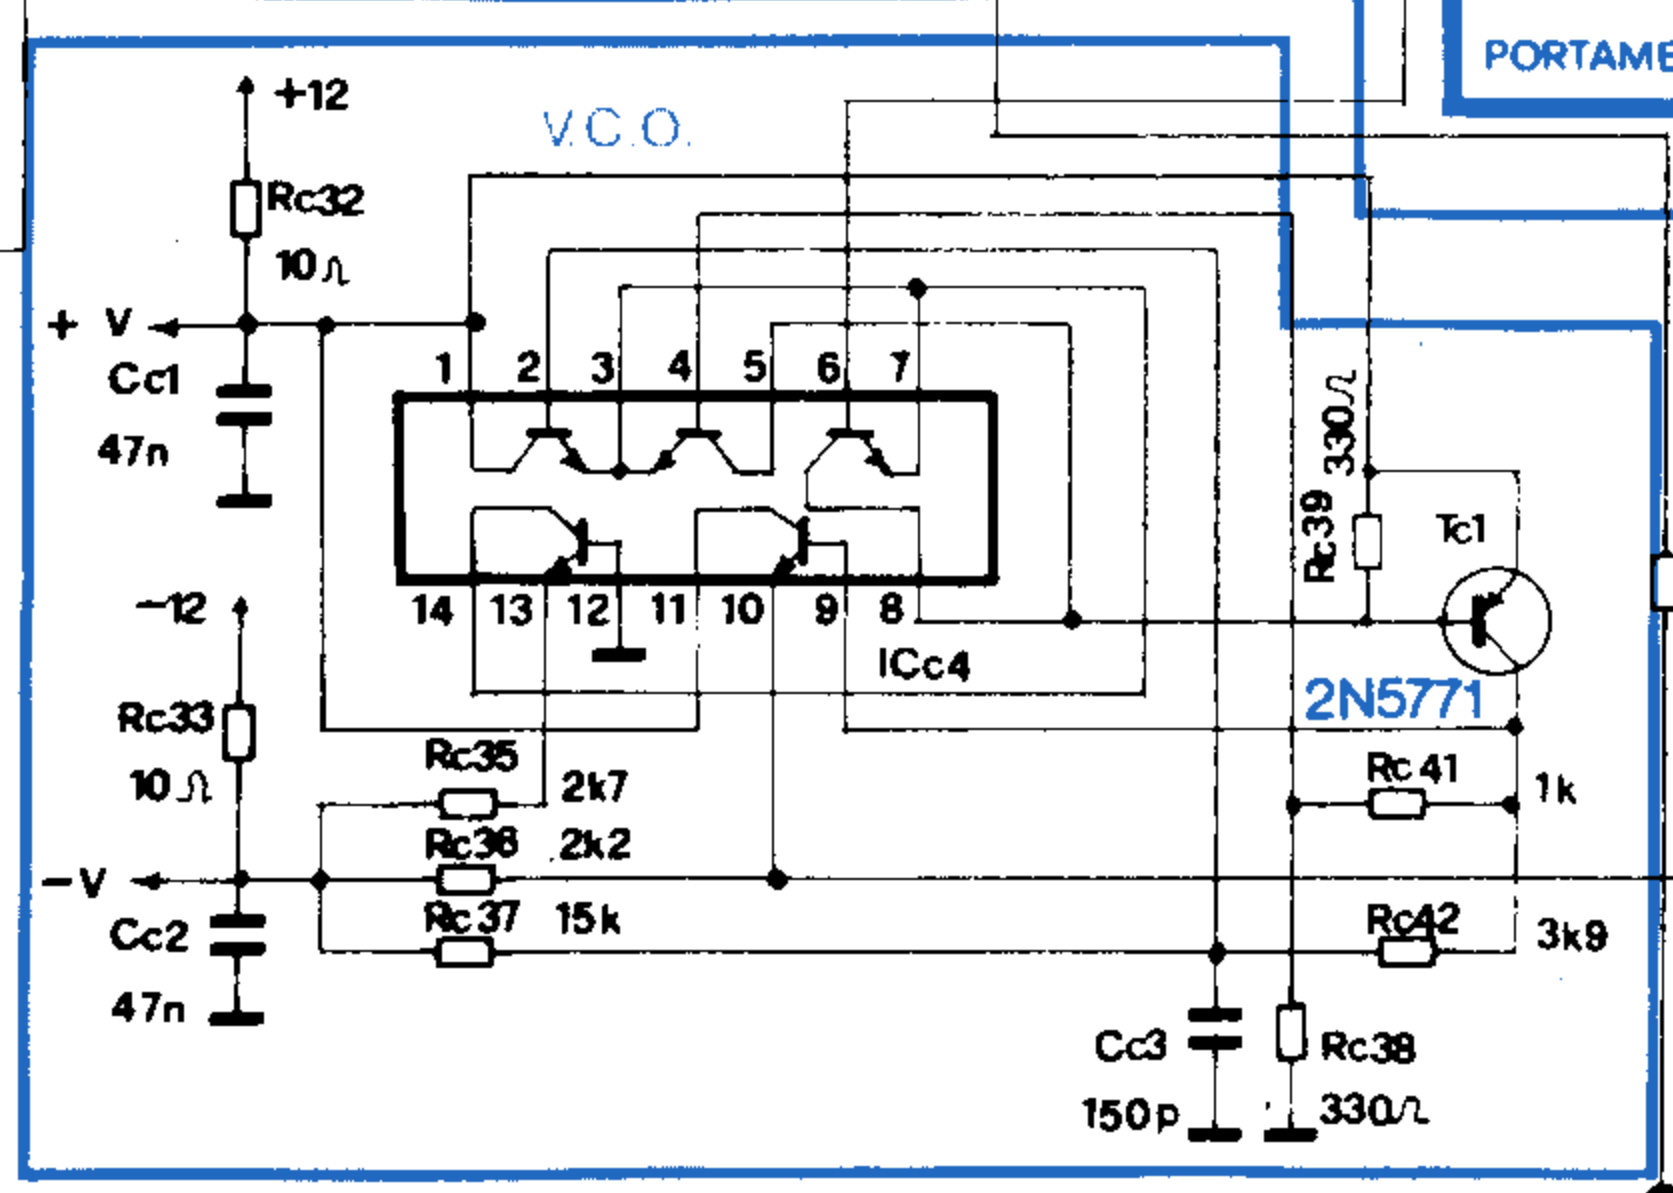 PORTAME
+12
V.C.O.
Rc32
10Ω
+ V
Cc1
47n
1 2 3 4 5 6 7
330Ω
Rc39
Tc1
-12
14 13 12 11 10 9 8
ICc4
2N5771
Rc33
10Ω
Rc35
2k7
Rc41
1k
Rc36
2k2
-V
Rc37
15k
Rc42
3k9
Cc2
47n
Cc3
150p
Rc38
330Ω